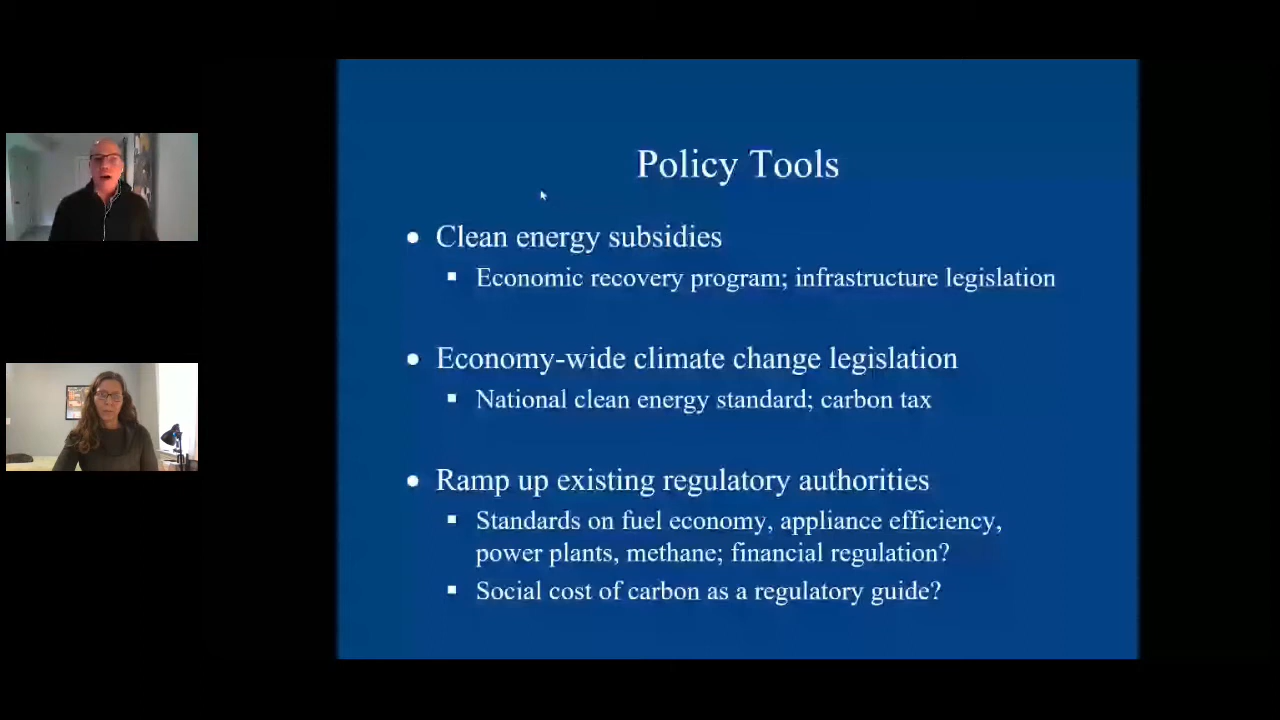 Policy Tools
• Clean energy subsidies
▪ Economic recovery program; infrastructure legislation
• Economy-wide climate change legislation
▪ National clean energy standard; carbon tax
• Ramp up existing regulatory authorities
▪ Standards on fuel economy, appliance efficiency,
power plants, methane; financial regulation?
▪ Social cost of carbon as a regulatory guide?